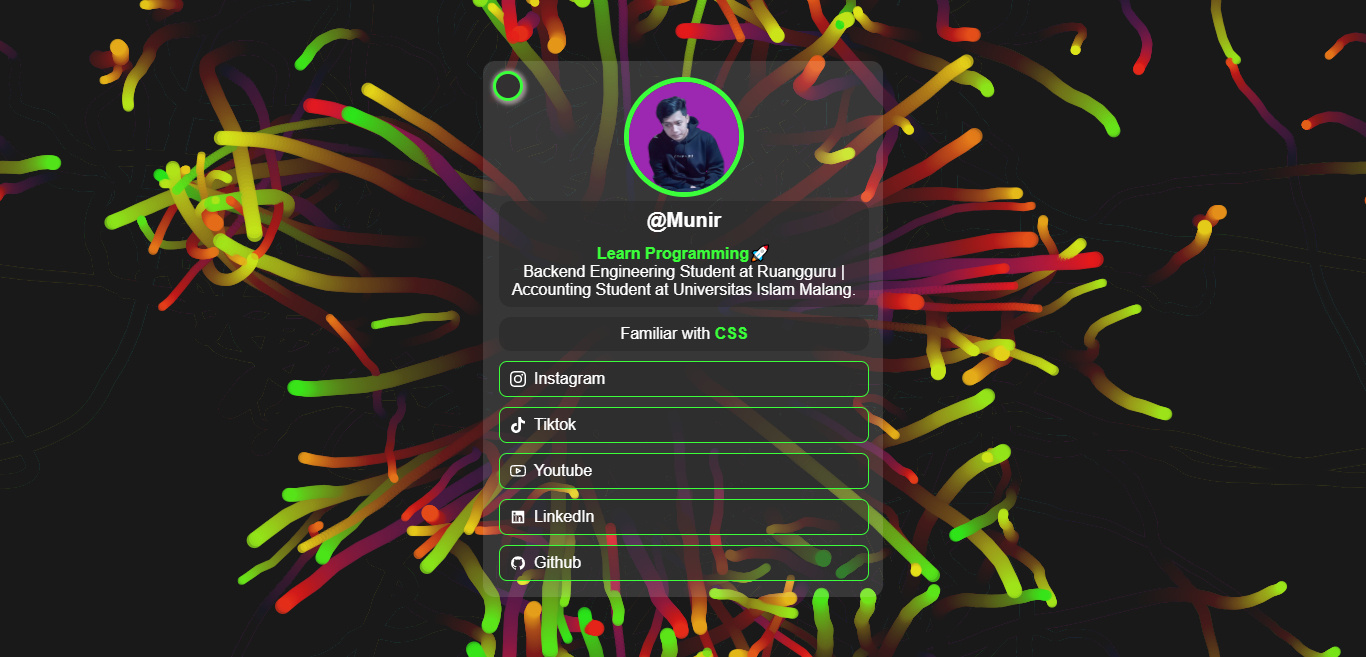 @Munir
Learn Programming🚀
Backend Engineering Student at Ruangguru |
Accounting Student at Universitas Islam Malang.
Familiar with CSS
Instagram
Tiktok
Youtube
LinkedIn
Github